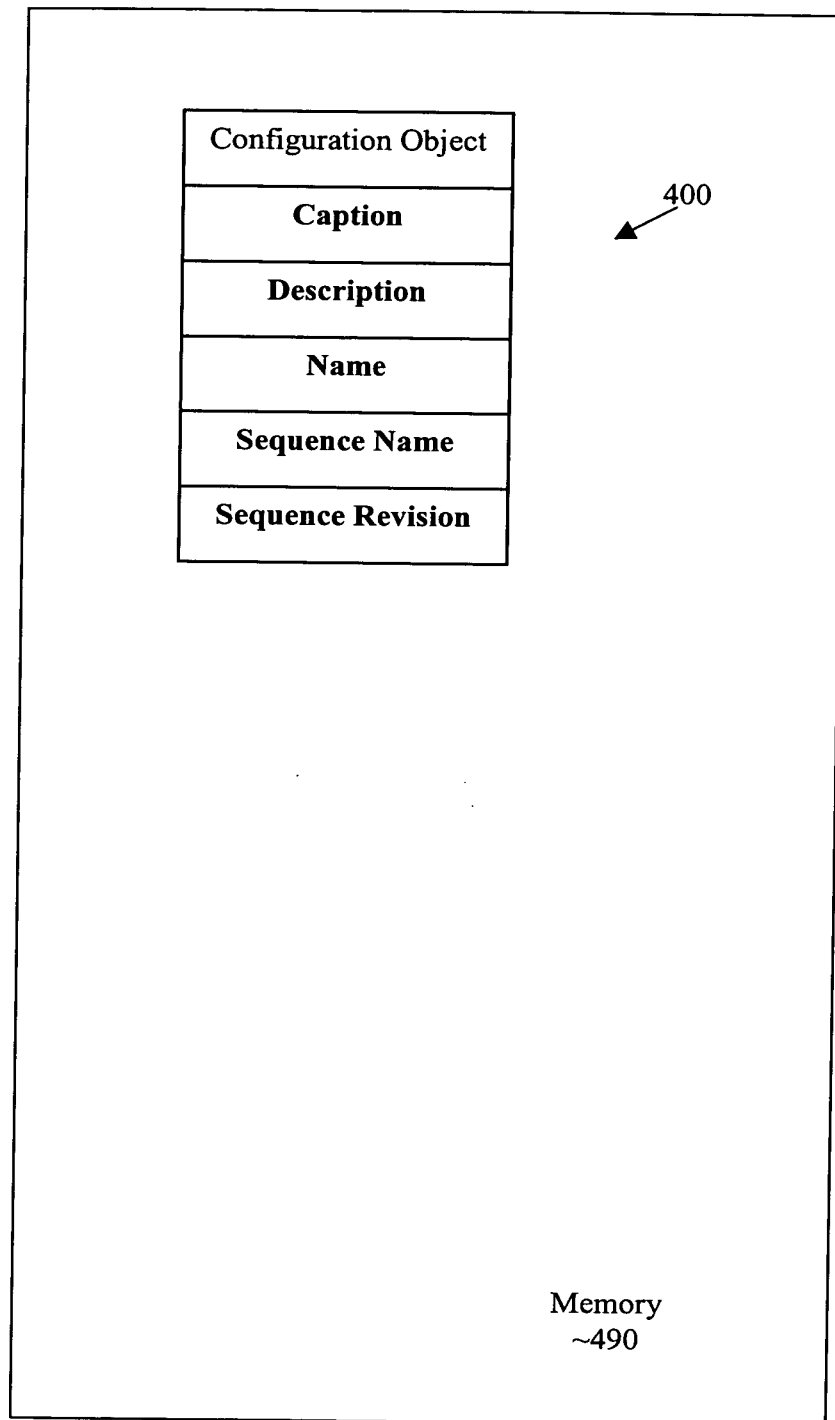 Configuration Object
Caption
400
Description
Name
Sequence Name
Sequence Revision
Memory
~490